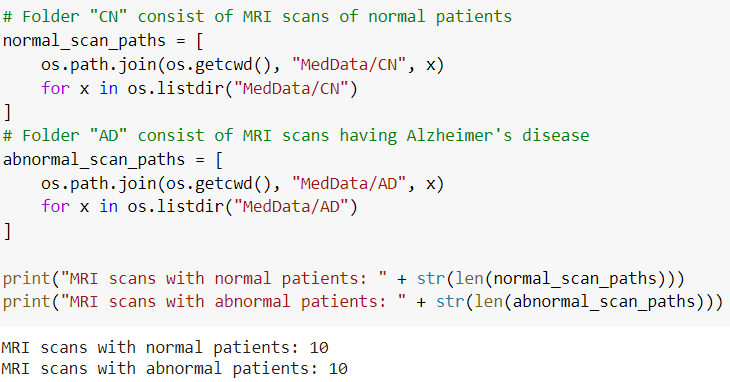 # Folder "CN" consist of MRI scans of normal patients
normal_scan_paths = [
    os.path.join(os.getcwd(), "MedData/CN", x)
    for x in os.listdir("MedData/CN")
]
# Folder "AD" consist of MRI scans having Alzheimer's disease
abnormal_scan_paths = [
    os.path.join(os.getcwd(), "MedData/AD", x)
    for x in os.listdir("MedData/AD")
]

print("MRI scans with normal patients: " + str(len(normal_scan_paths)))
print("MRI scans with abnormal patients: " + str(len(abnormal_scan_paths)))

MRI scans with normal patients: 10
MRI scans with abnormal patients: 10